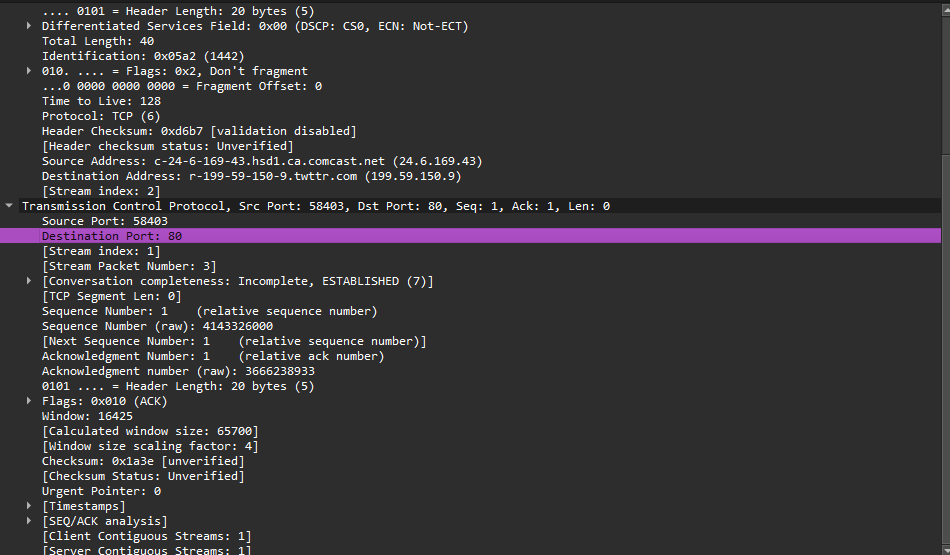 .... 0101 = Header Length: 20 bytes (5)
Differentiated Services Field: 0x00 (DSCP: CS0, ECN: Not-ECT)
Total Length: 40
Identification: 0x05a2 (1442)
010. .... = Flags: 0x2, Don't fragment
...0 0000 0000 0000 = Fragment Offset: 0
Time to Live: 128
Protocol: TCP (6)
Header Checksum: 0xd6b7 [validation disabled]
[Header checksum status: Unverified]
Source Address: c-24-6-169-43.hsd1.ca.comcast.net (24.6.169.43)
Destination Address: r-199-59-150-9.twttr.com (199.59.150.9)
[Stream index: 2]
Transmission Control Protocol, Src Port: 58403, Dst Port: 80, Seq: 1, Ack: 1, Len: 0
Source Port: 58403
Destination Port: 80
[Stream index: 1]
[Stream Packet Number: 3]
[Conversation completeness: Incomplete, ESTABLISHED (7)]
[TCP Segment Len: 0]
Sequence Number: 1    (relative sequence number)
Sequence Number (raw): 4143326000
[Next Sequence Number: 1    (relative sequence number)]
Acknowledgment Number: 1    (relative ack number)
Acknowledgment number (raw): 3666238933
0101 .... = Header Length: 20 bytes (5)
Flags: 0x010 (ACK)
Window: 16425
[Calculated window size: 65700]
[Window size scaling factor: 4]
Checksum: 0x1a3e [unverified]
[Checksum Status: Unverified]
Urgent Pointer: 0
[Timestamps]
[SEQ/ACK analysis]
[Client Contiguous Streams: 1]
[Server Contiguous Streams: 1]